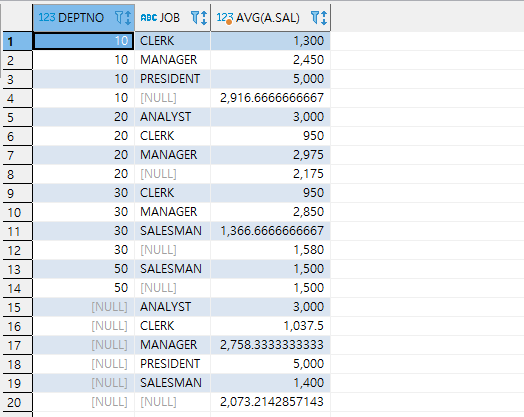 123 DEPTNO ABC JOB 123 AVG(A.SAL)
1 10 CLERK 1,300
2 10 MANAGER 2,450
3 10 PRESIDENT 5,000
4 10 [NULL] 2,916.6666666667
5 20 ANALYST 3,000
6 20 CLERK 950
7 20 MANAGER 2,975
8 20 [NULL] 2,175
9 30 CLERK 950
10 30 MANAGER 2,850
11 30 SALESMAN 1,366.6666666667
12 30 [NULL] 1,580
13 50 SALESMAN 1,500
14 50 [NULL] 1,500
15 [NULL] ANALYST 3,000
16 [NULL] CLERK 1,037.5
17 [NULL] MANAGER 2,758.3333333333
18 [NULL] PRESIDENT 5,000
19 [NULL] SALESMAN 1,400
20 [NULL] [NULL] 2,073.2142857143